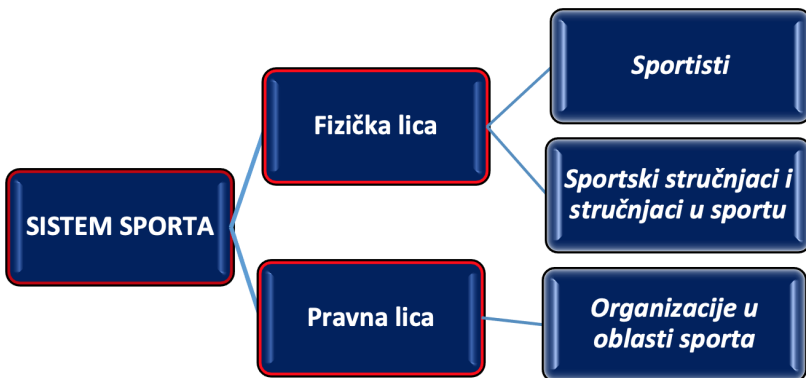 SISTEM SPORTA
Fizička lica
Sportisti
Sportski stručnjaci i
stručnjaci u sportu
Pravna lica
Organizacije u
oblasti sporta